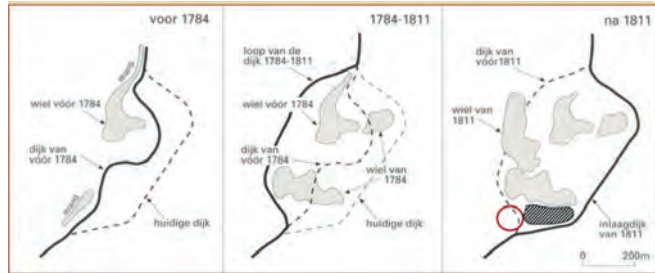 voor 1784
wiel vóór 1784
dijk van
vóór 1784
huidige dijk
1784-1811
loop van de
dijk 1784-1811
wiel vóór 1784
dijk van
vóór 1784
wiel van
1784
huidige dijk
na 1811
dijk van
vóór 1811
wiel van
1811
inlaagdijk
van 1811
0 200m